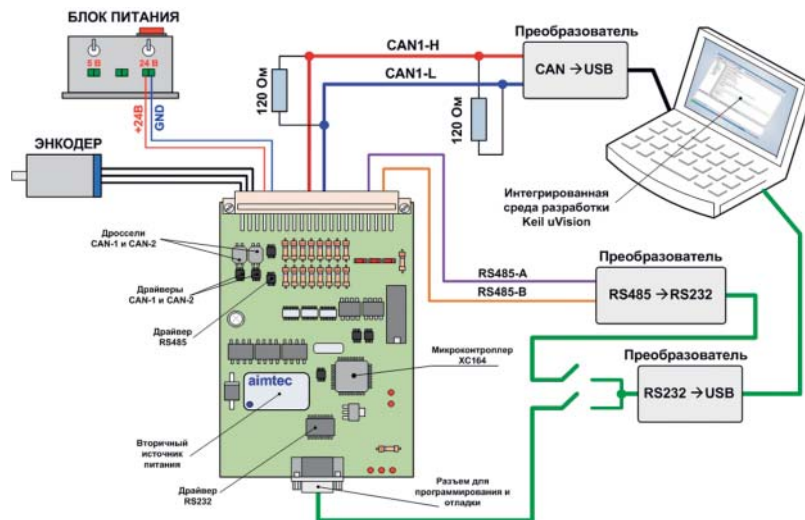 БЛОК ПИТАНИЯ
5 В
24 В
+24В
GND
ЭНКОДЕР
120 Ом
CAN1-H
CAN1-L
120 Ом
Преобразователь
CAN → USB
Интегрированная
среда разработки
Keil uVision
Дроссели
CAN-1 и CAN-2
Драйверы
CAN-1 и CAN-2
Драйвер
RS485
RS485-A
RS485-B
Преобразователь
RS485 → RS232
Микроконтроллер
XC164
Преобразователь
RS232 → USB
aimtec
Вторичный
источник
питания
Драйвер
RS232
Разъем для
программирования и
отладки